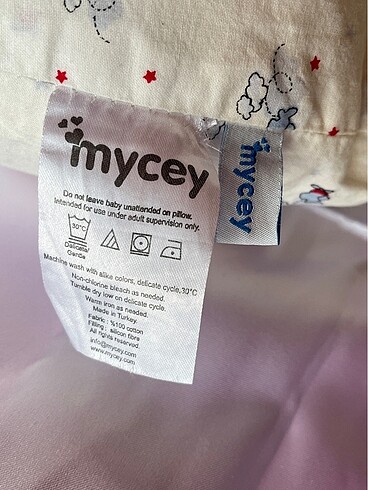 mycey
Do not leave baby unattended on pillow.
Intended for use under adult supervision only.
30°C
Delicate/
Gentle
Machine wash with alike colors, delicate cycle,30°C
Non-chlorine bleach as needed.
Tumble dry low on delicate cycle.
Warm iron as needed.
Made in Turkey.
Fabric : %100 cotton
Filling : silicon fibre
All rights reserved.
info@mycey.com
www.mycey.com
mycey